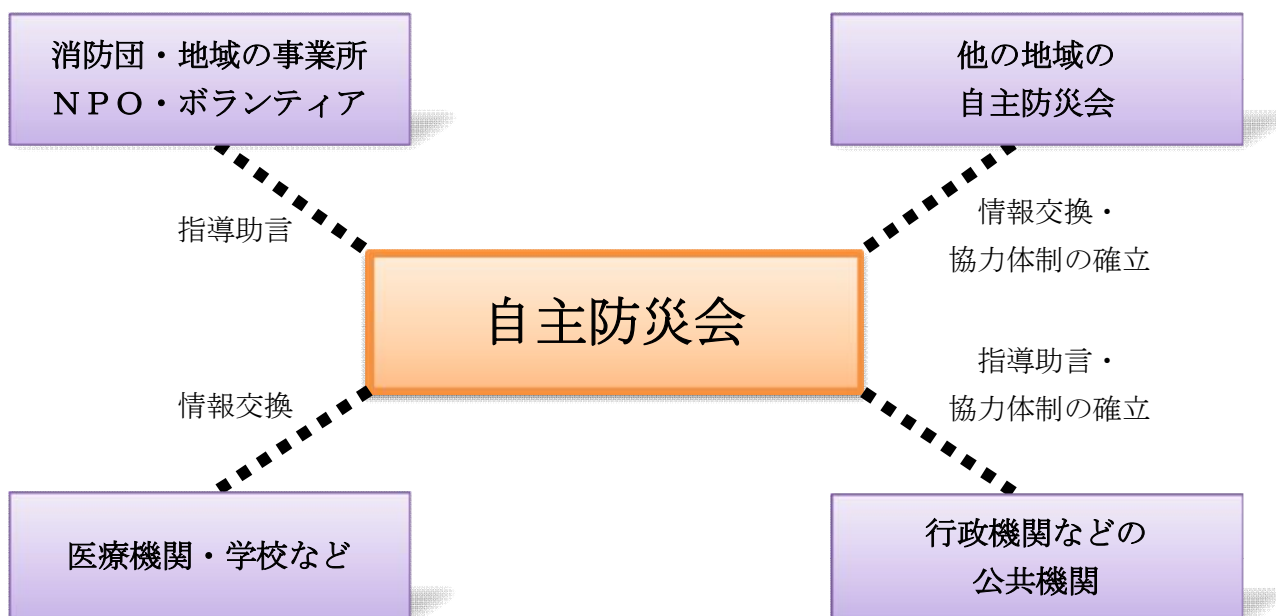 消防団・地域の事業所
ＮＰＯ・ボランティア
他の地域の
自主防災会
指導助言
情報交換・
協力体制の確立
自主防災会
情報交換
指導助言・
協力体制の確立
医療機関・学校など
行政機関などの
公共機関